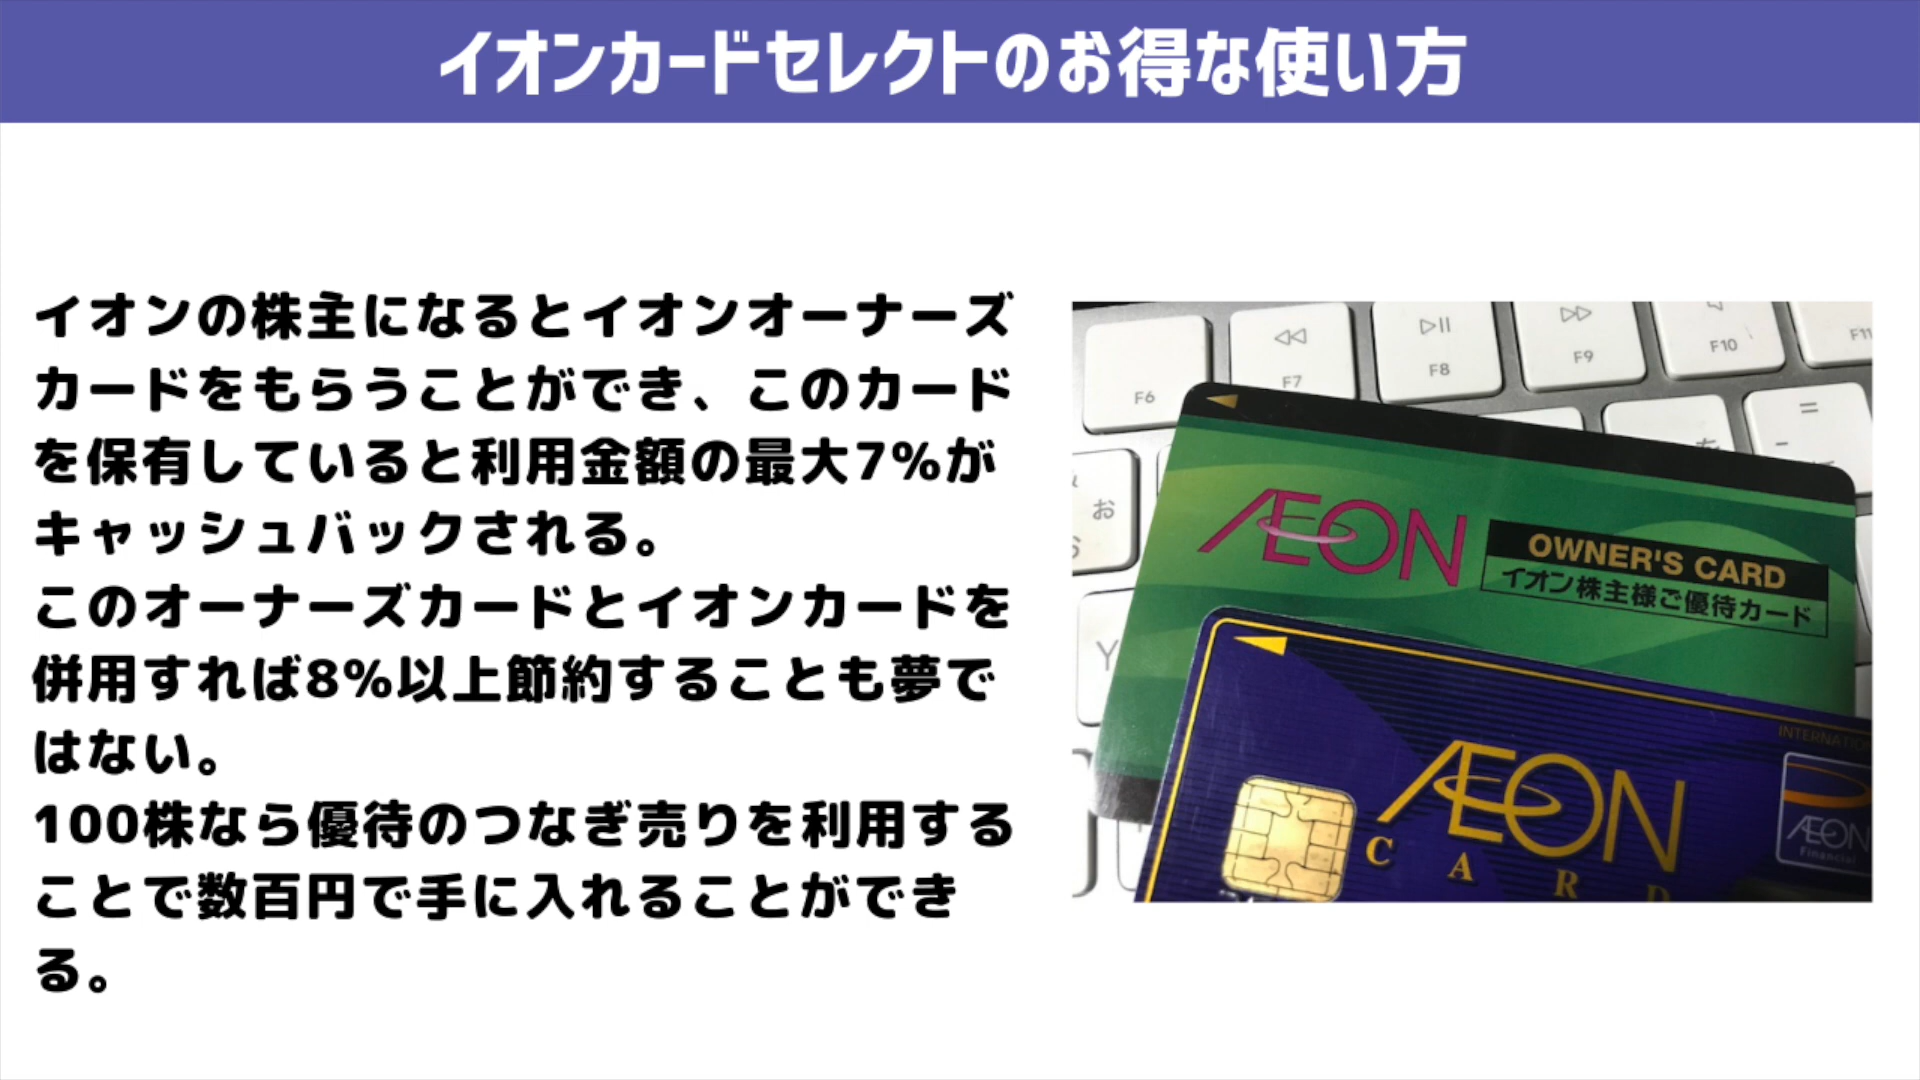 イオンカードセレクトのお得な使い方
イオンの株主になるとイオンオーナーズ
カードをもらうことができ、このカード
を保有していると利用金額の最大7%が
キャッシュバックされる。
このオーナーズカードとイオンカードを
併用すれば8%以上節約することも夢で
はない。
100株なら優待のつなぎ売りを利用する
ことで数百円で手に入れることができ
る。
F6
F7
F8
F9
F10
F11
お
Y
AEON
OWNER'S CARD
イオン株主様ご優待カード
AEON
CARD
AEON
Financial